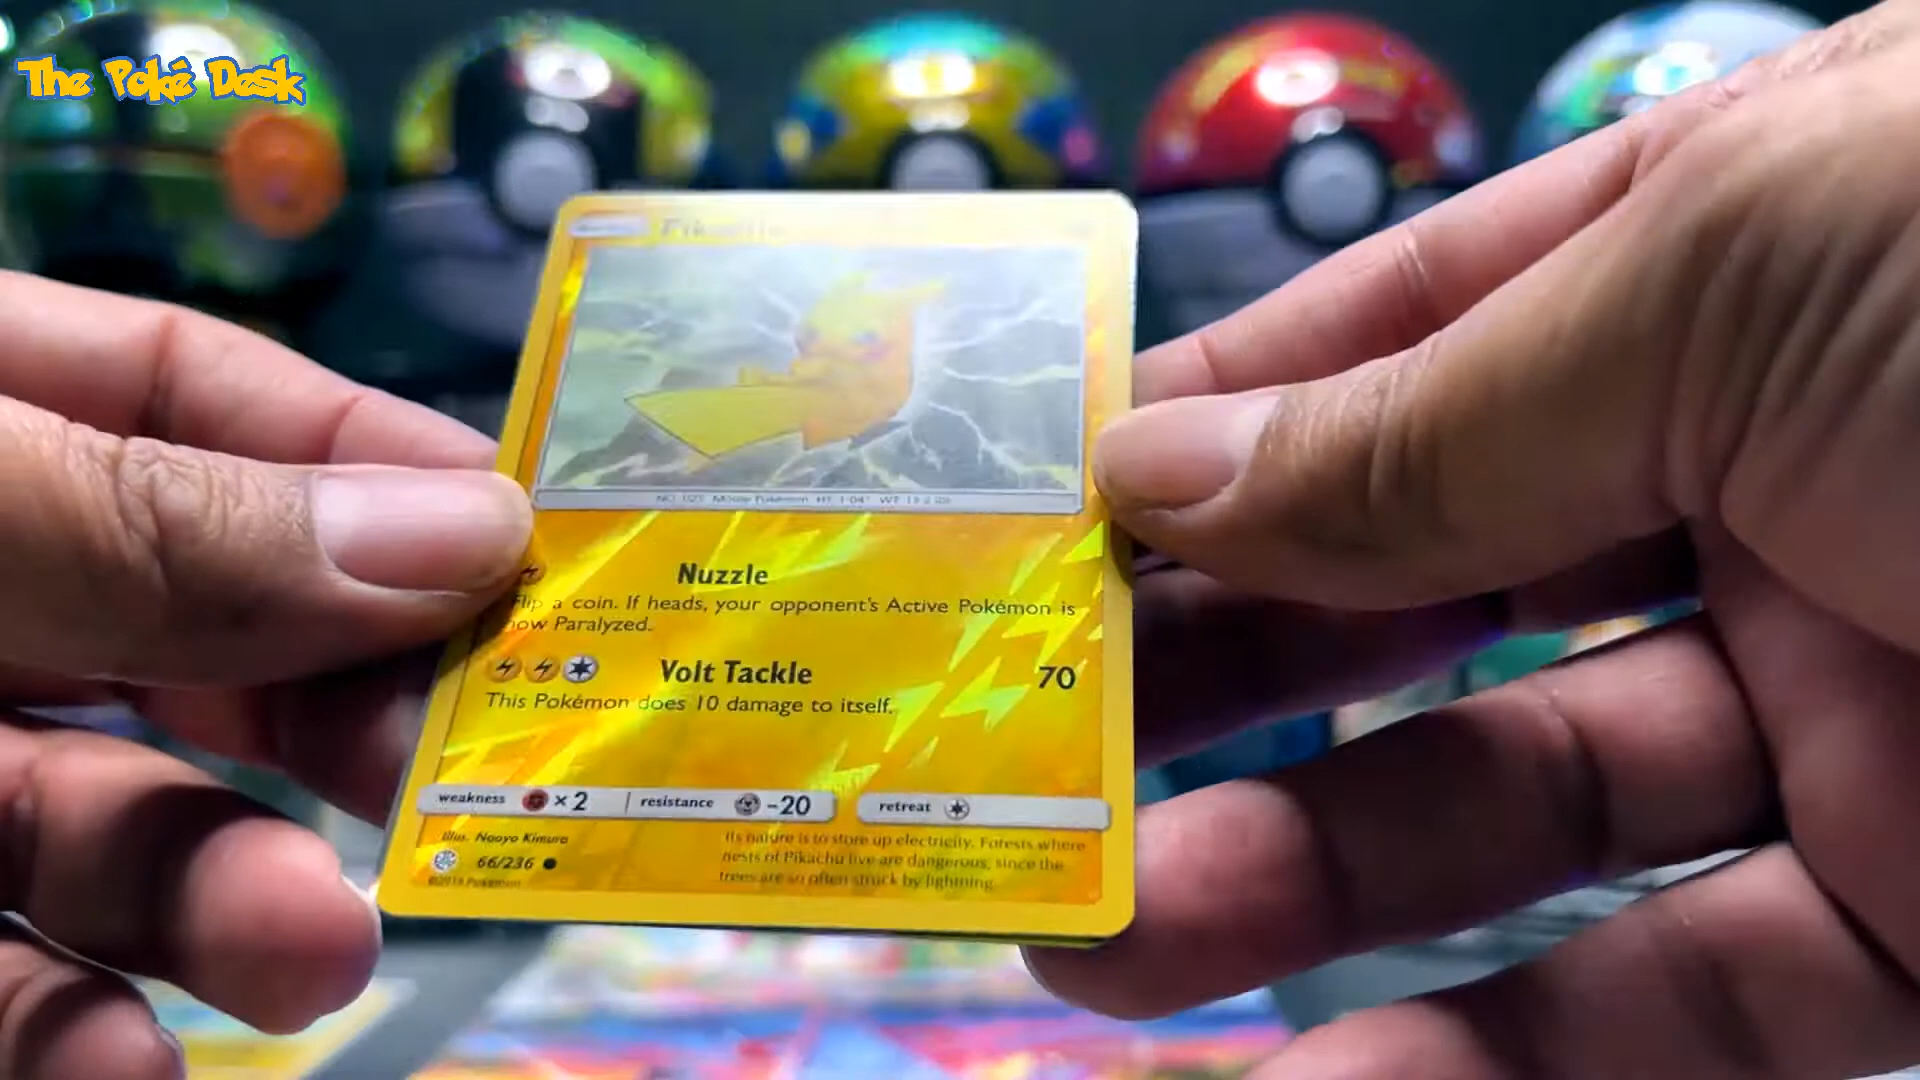 The Poké Desk
Nuzzle
Flip a coin. If heads, your opponent's Active Pokémon is
now Paralyzed.
Volt Tackle 70
This Pokémon does 10 damage to itself.
weakness ×2 resistance -20 retreat
Illus. Naoyo Kimura
66/236
Its nature is to store up electricity. Forests where
nests of Pikachu live are dangerous, since the
trees are so often struck by lightning.